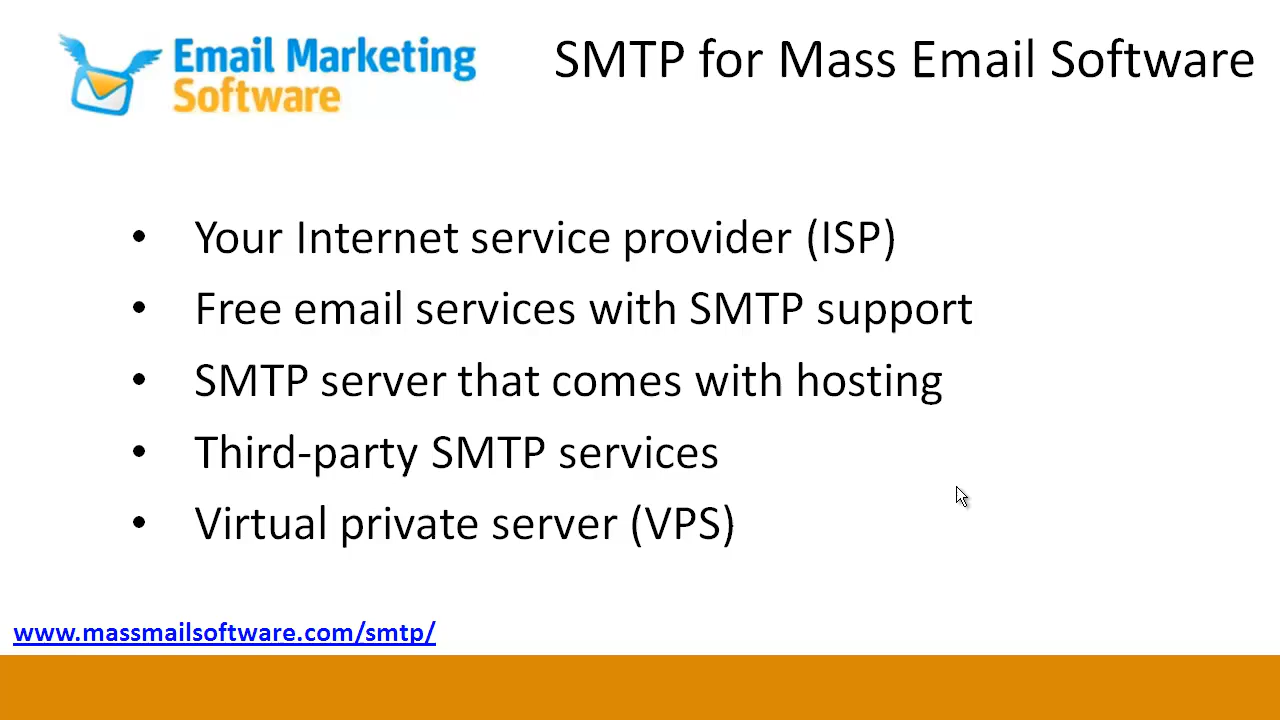 Email Marketing
Software
SMTP for Mass Email Software
• Your Internet service provider (ISP)
• Free email services with SMTP support
• SMTP server that comes with hosting
• Third-party SMTP services
• Virtual private server (VPS)
www.massmailsoftware.com/smtp/